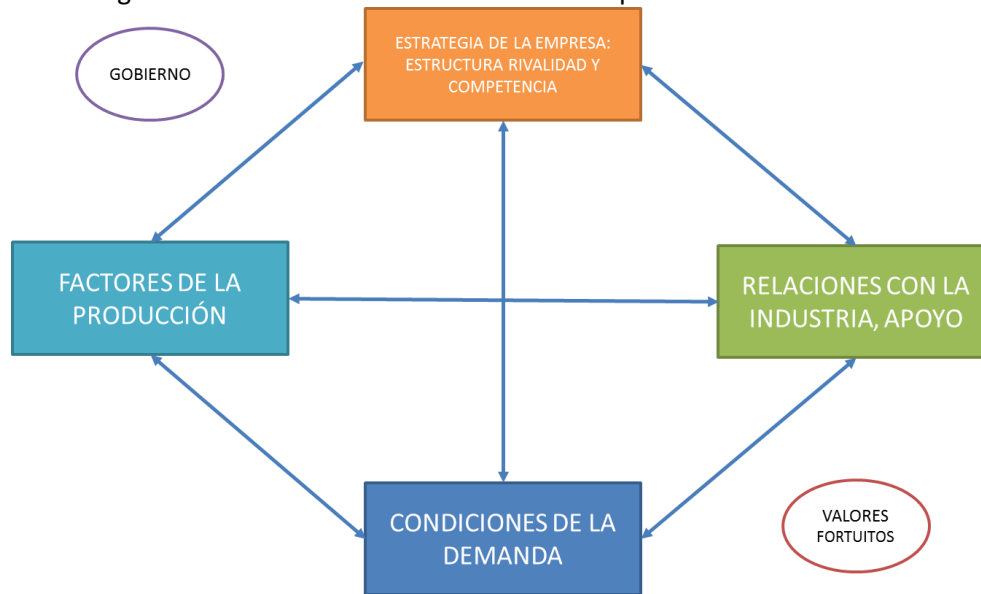 GOBIERNO
ESTRATEGIA DE LA EMPRESA:
ESTRUCTURA RIVALIDAD Y
COMPETENCIA
FACTORES DE LA
PRODUCCIÓN
RELACIONES CON LA
INDUSTRIA, APOYO
CONDICIONES DE LA
DEMANDA
VALORES
FORTUITOS